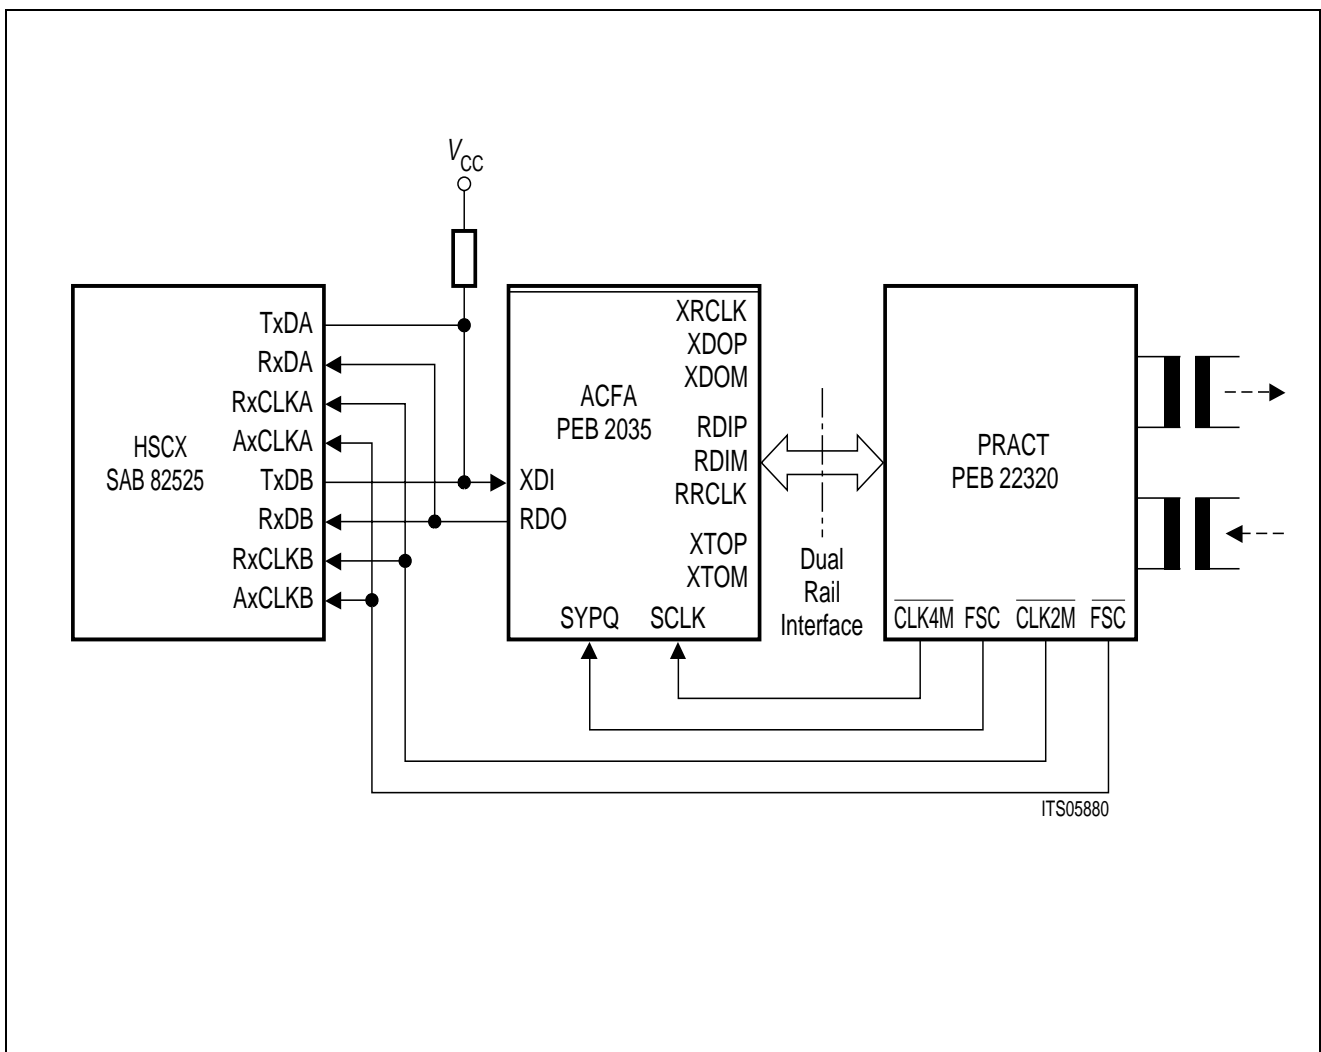 VCC
TxDA
RxDA
RxCLKA
AxCLKA
TxDB
RxDB
RxCLKB
AxCLKB
HSCX
SAB 82525
ACFA
PEB 2035
XDI
RDO
XRCLK
XDOP
XDOM
RDIP
RDIM
RRCLK
XTOP
XTOM
SYPQ SCLK
Dual
Rail
Interface
PRACT
PEB 22320
CLK4M FSC CLK2M FSC
ITS05880